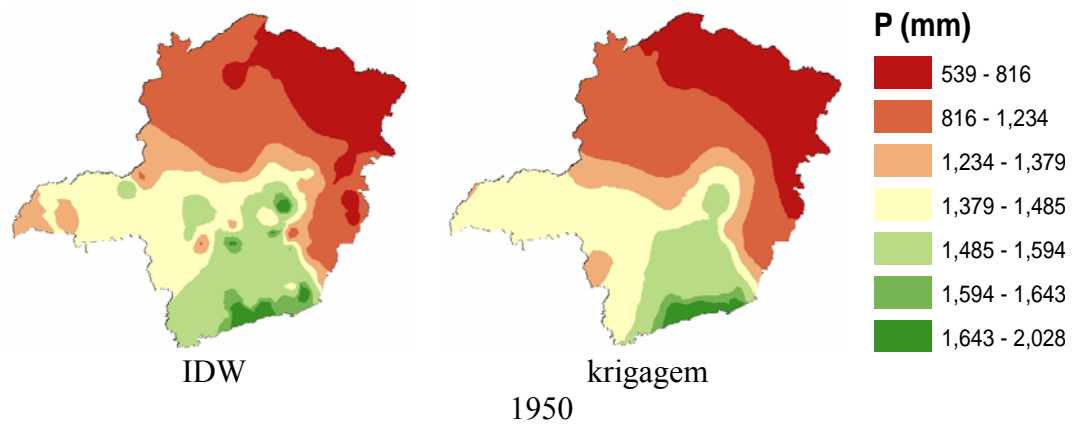 P (mm)
539 - 816
816 - 1,234
1,234 - 1,379
1,379 - 1,485
1,485 - 1,594
1,594 - 1,643
1,643 - 2,028
IDW
krigagem
1950